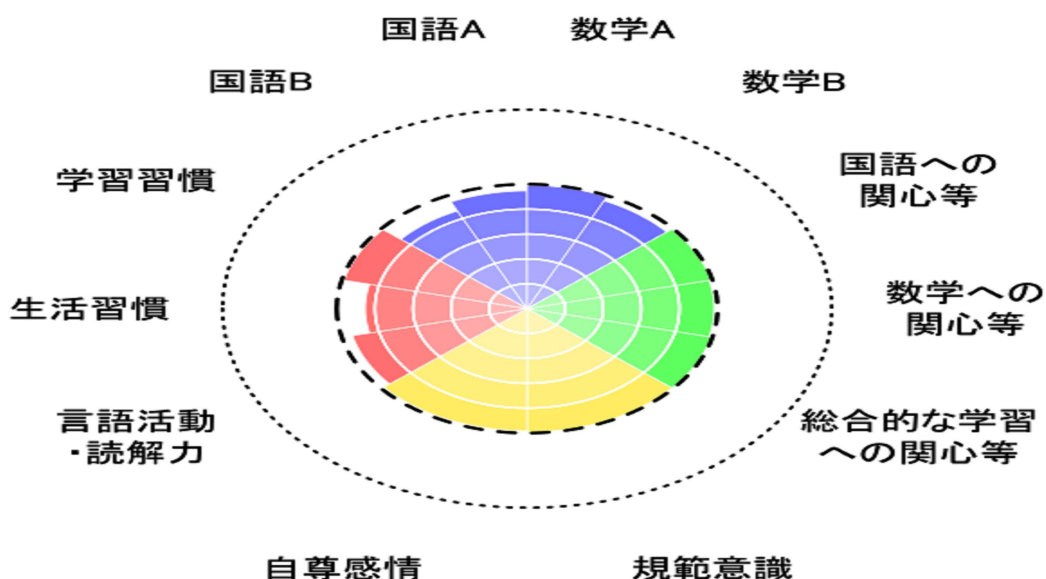 国語A
数学A
国語B
数学B
学習習慣
国語への
関心等
生活習慣
数学への
関心等
言語活動
・読解力
総合的な学習
への関心等
自尊感情
規範意識